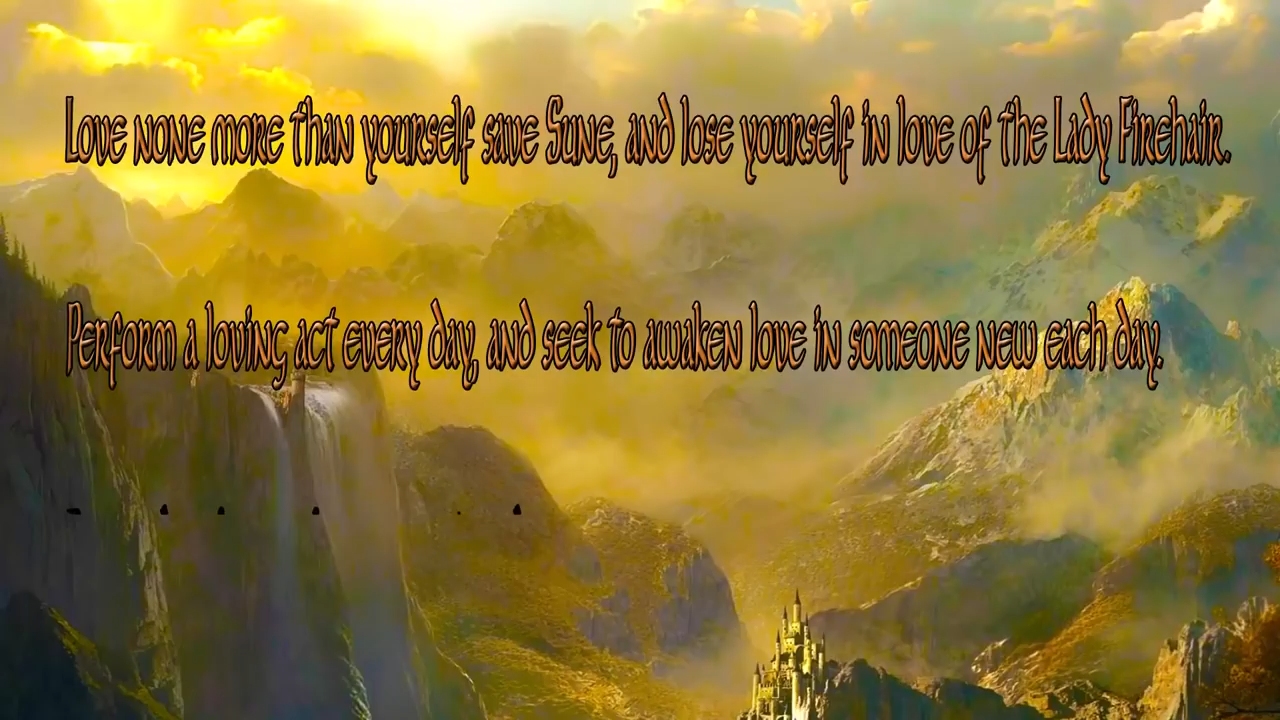 Love none more than yourself save Sune, and lose yourself in love of the Lady Firehair.
Perform a loving act every day, and seek to awaken love in someone new each day.